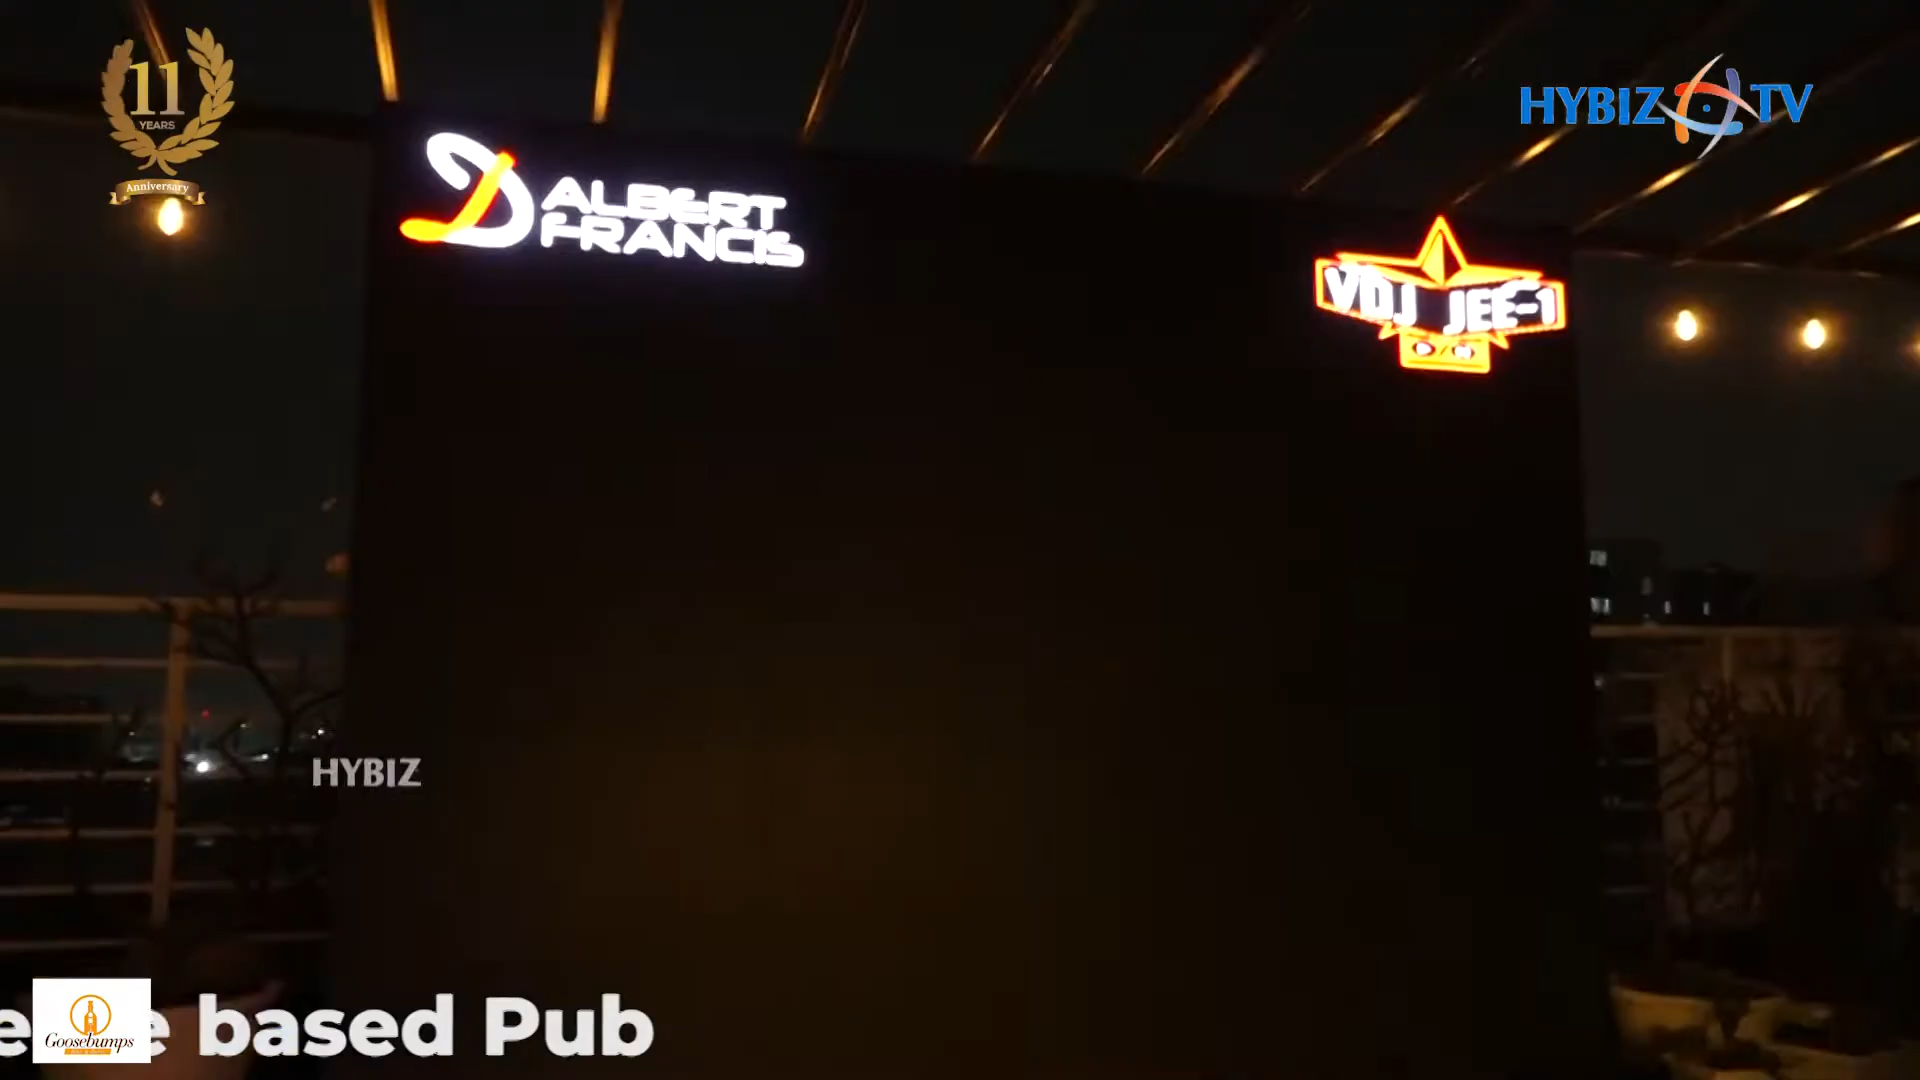 11
YEARS
Anniversary
HYBIZ TV
ALBERT
FRANCIS
VDJ JEE-1
HYBIZ
based Pub
Goosebumps